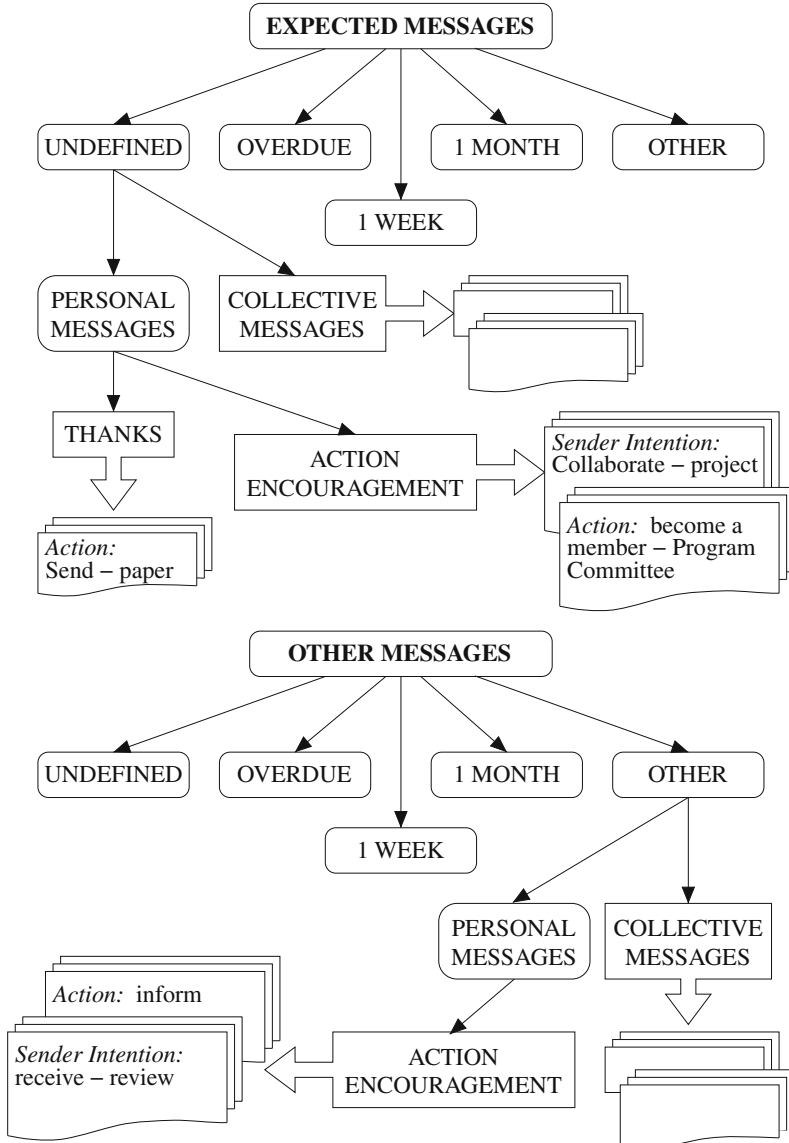 EXPECTED MESSAGES
UNDEFINED
OVERDUE
1 MONTH
OTHER
1 WEEK
PERSONAL
MESSAGES
COLLECTIVE
MESSAGES
THANKS
ACTION
ENCOURAGEMENT
Sender Intention:
Collaborate − project
Action: become a
member − Program
Committee
Action:
Send − paper
OTHER MESSAGES
UNDEFINED
OVERDUE
1 MONTH
OTHER
1 WEEK
PERSONAL
MESSAGES
COLLECTIVE
MESSAGES
Action: inform
Sender Intention:
receive − review
ACTION
ENCOURAGEMENT